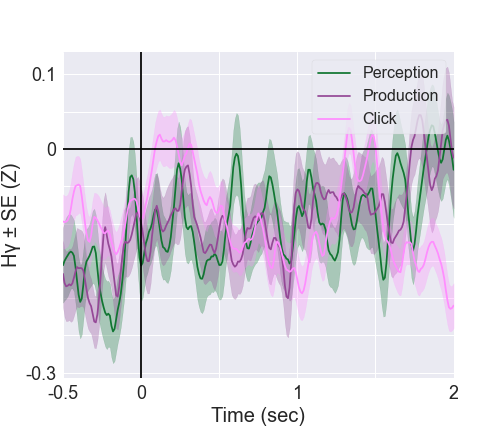 Perception
Production
Click
0.1
0
-0.3
Hγ ± SE (Z)
-0.5
0
1
2
Time (sec)